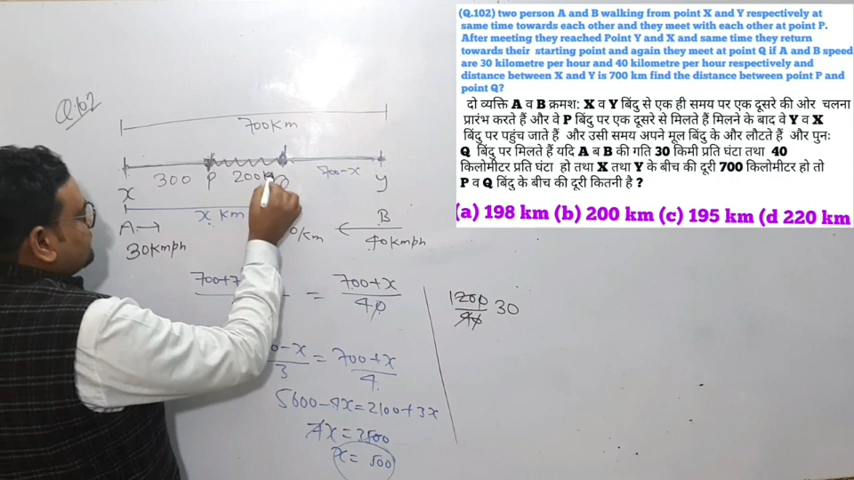 (Q.102) two person A and B walking from point X and Y respectively at
same time towards each other and they meet with each other at point P.
After meeting they reached Point Y and X and same time they return
towards their starting point and again they meet at point Q if A and B speed
are 30 kilometre per hour and 40 kilometre per hour respectively and
distance between X and Y is 700 km find the distance between point P and
point Q?
दो व्यक्ति A व B क्रमश: X व Y बिंदु से एक ही समय पर एक दूसरे की ओर चलना
प्रारंभ करते हैं और वे P बिंदु पर एक दूसरे से मिलते हैं मिलने के बाद वे Y व X
बिंदु पर पहुंच जाते हैं और उसी समय अपने मूल बिंदु के और लौटते हैं और पुनः
Q बिंदु पर मिलते हैं यदि A ब B की गति 30 किमी प्रति घंटा तथा 40
किलोमीटर प्रति घंटा हो तथा X तथा Y के बीच की दूरी 700 किलोमीटर हो तो
P व Q बिंदु के बीच की दूरी कितनी है ?
(a) 198 km (b) 200 km (c) 195 km (d 220 km
Q.102
700Km
X 300 P 200 700-x Y
x Km
A→ B
30Kmph 40kmph
700+x
= 700+x
40
-x = 700+x
3 4
5600-4x=2100+3x
7x=3500
x = 500
1200
40 30